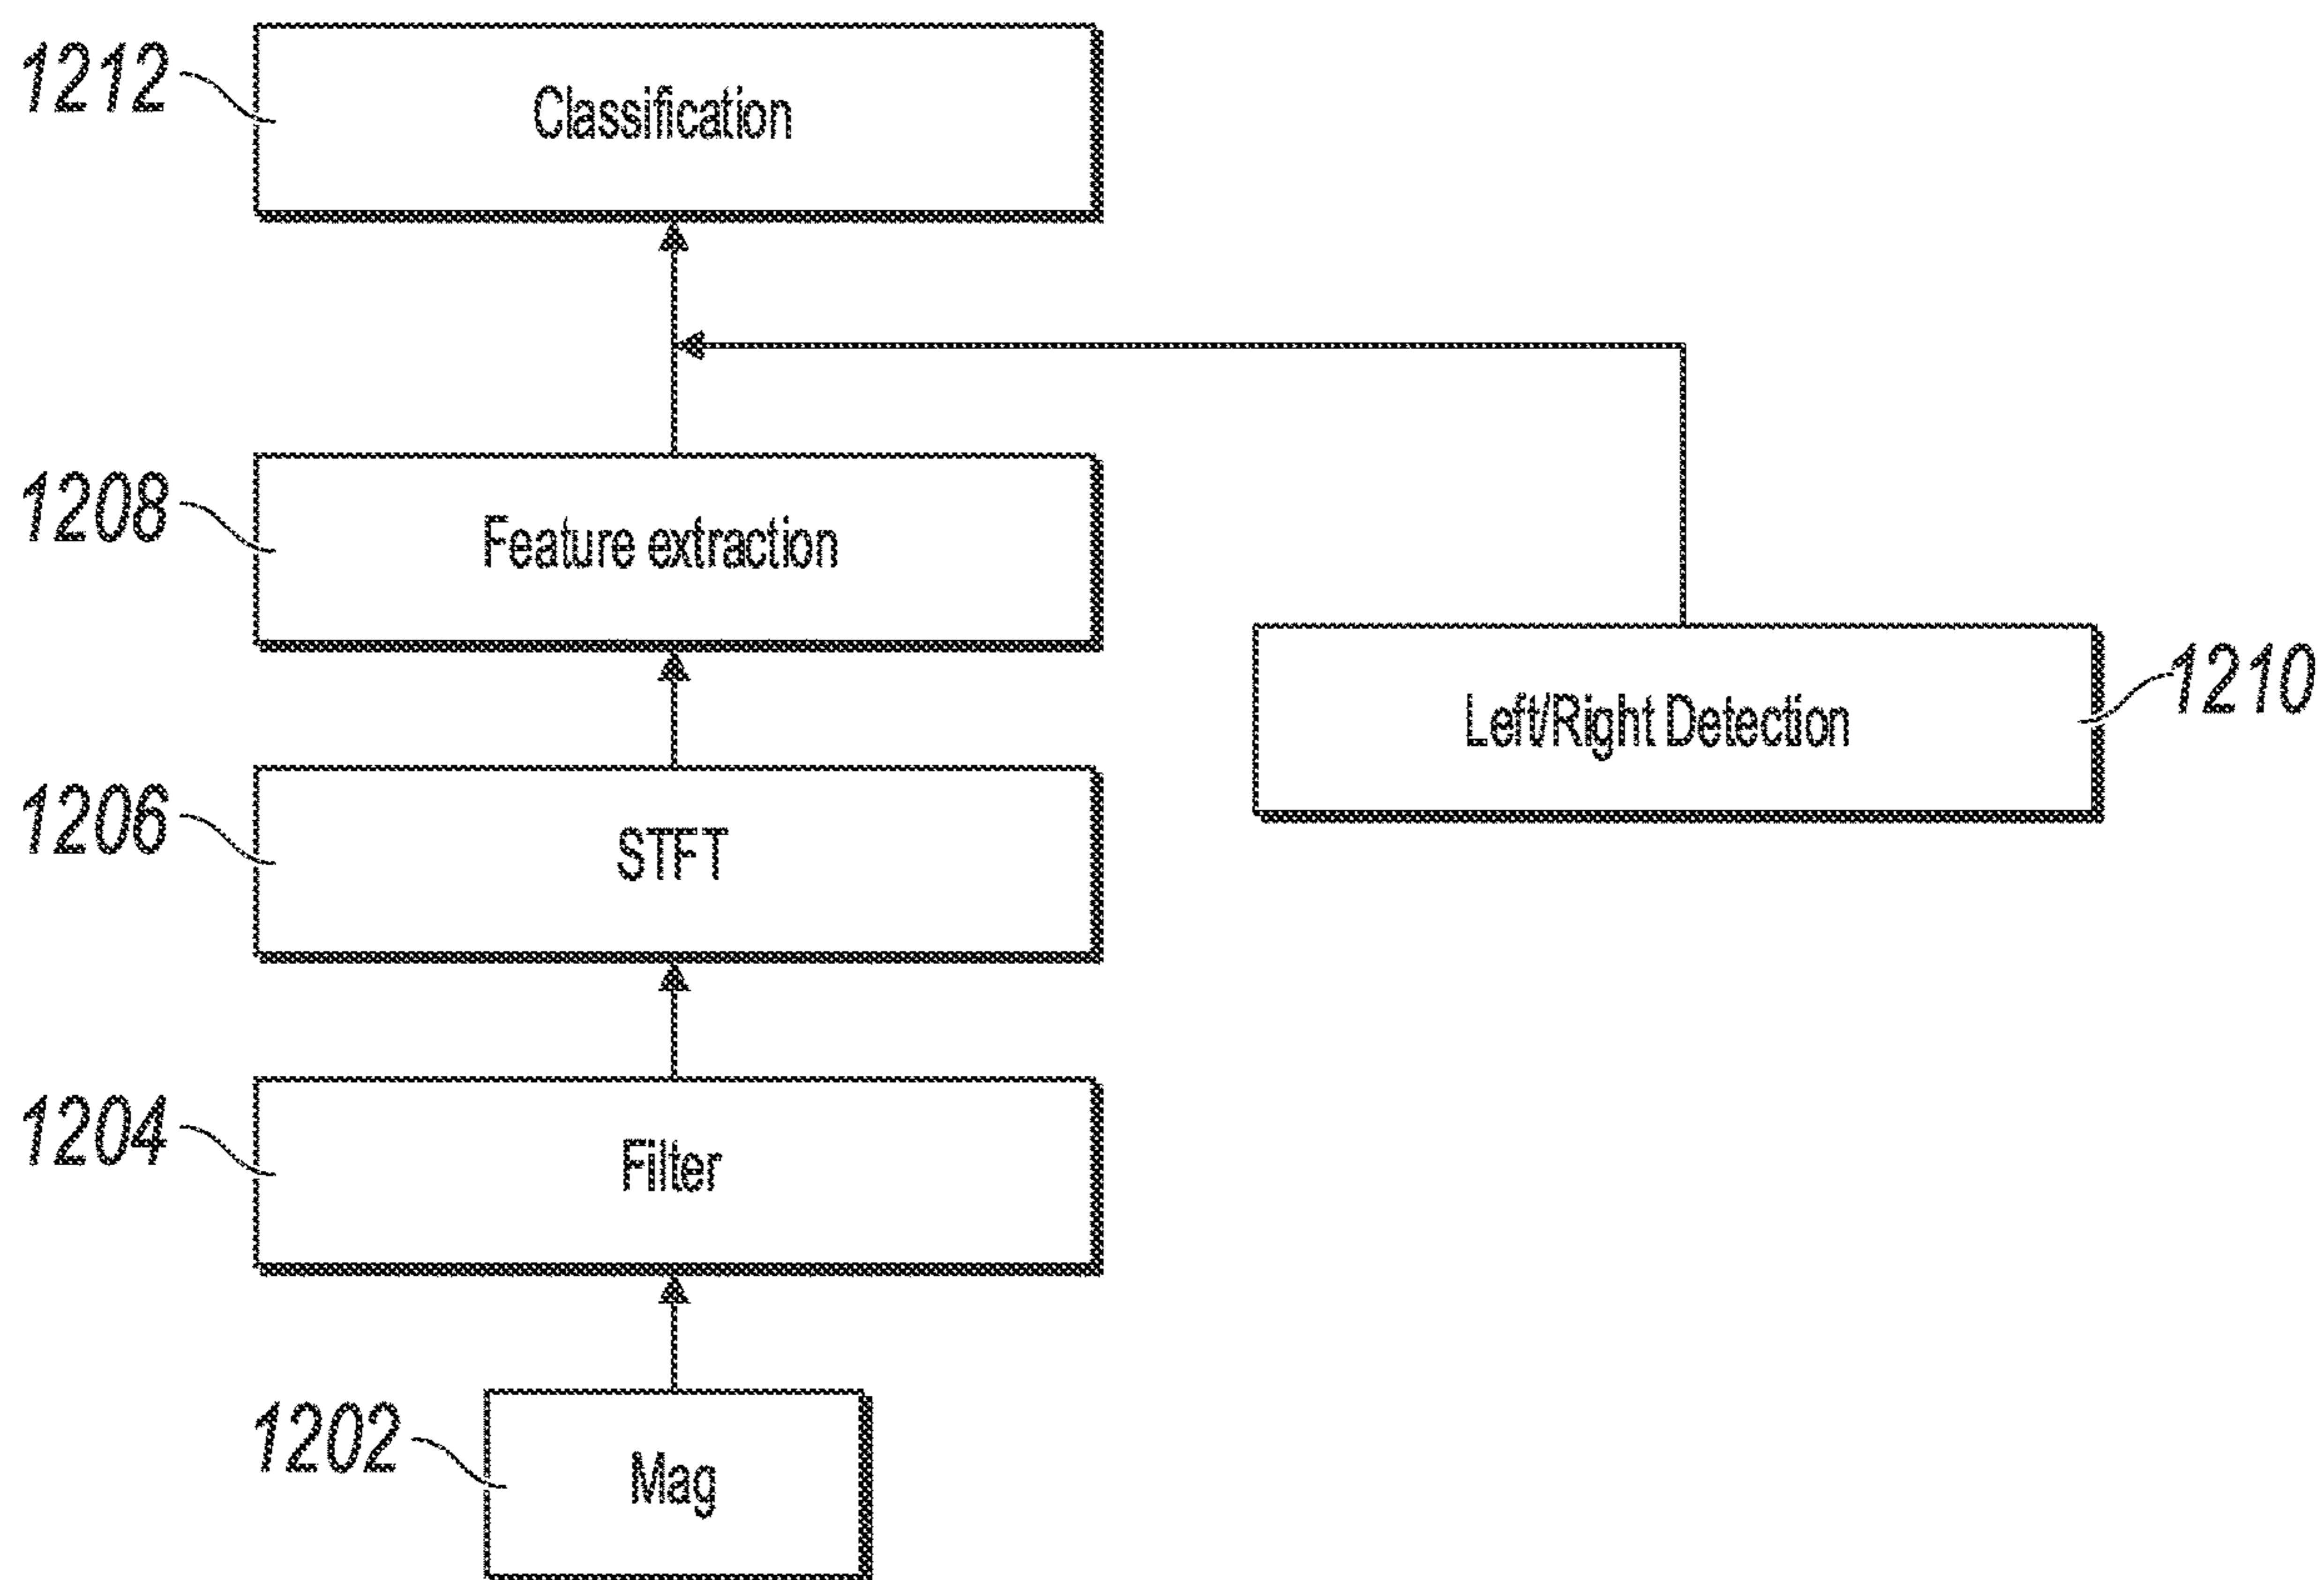 1212
Classification
1208
Feature extraction
Left/Right Detection
1210
1206
STFT
1204
Filter
1202
Mag